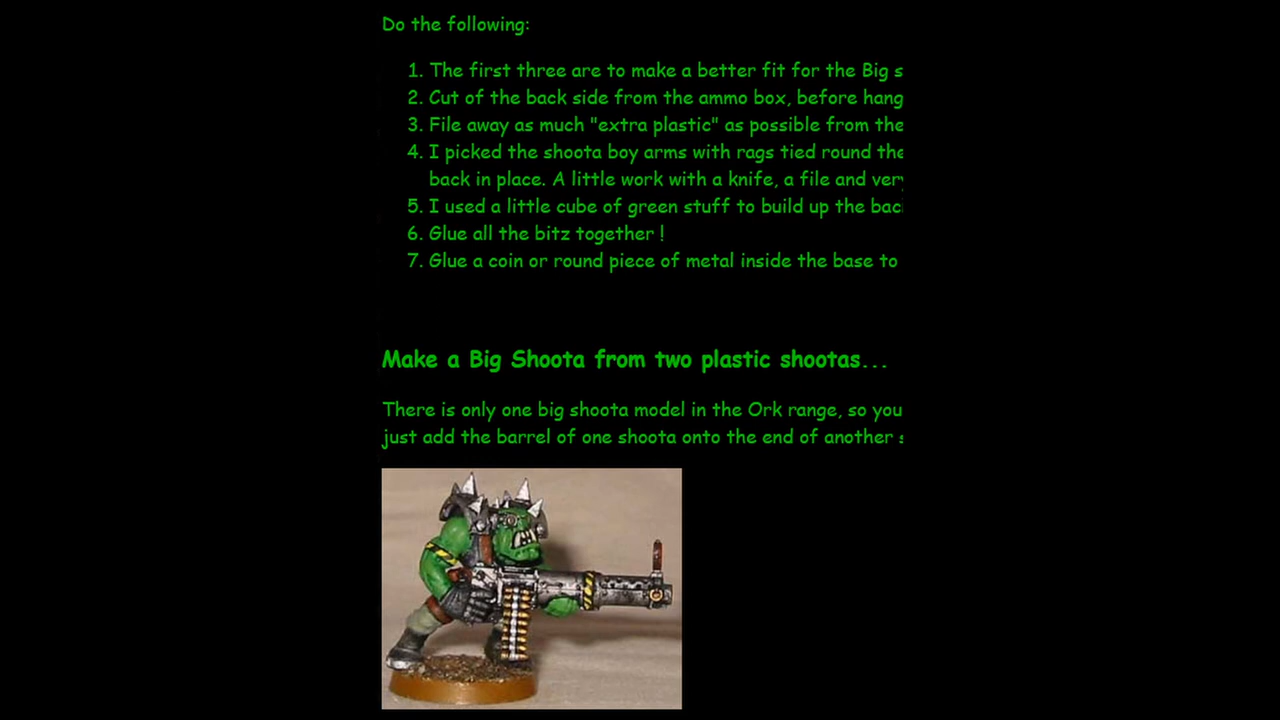 Do the following:
1. The first three are to make a better fit for the Big s
2. Cut of the back side from the ammo box, before hang
3. File away as much "extra plastic" as possible from the
4. I picked the shoota boy arms with rags tied round the
back in place. A little work with a knife, a file and very
5. I used a little cube of green stuff to build up the bac
6. Glue all the bitz together !
7. Glue a coin or round piece of metal inside the base to
Make a Big Shoota from two plastic shootas...
There is only one big shoota model in the Ork range, so you
just add the barrel of one shoota onto the end of another